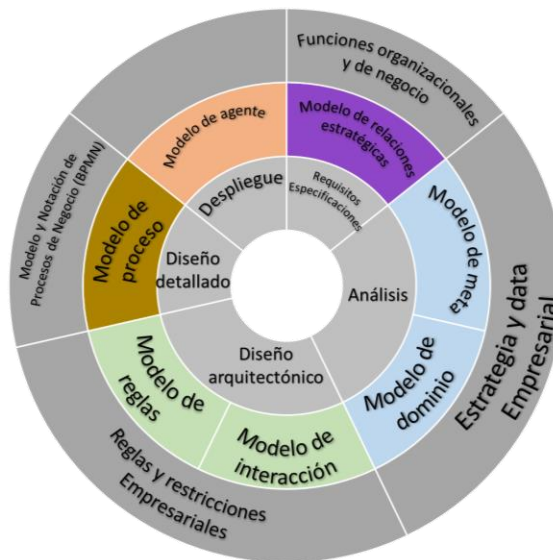 Funciones organizacionales
y de negocio
Estrategia y data
Empresarial
Reglas y restricciones
Empresariales
Modelo y Notación de
Procesos de Negocio (BPMN)
Modelo de agente
Modelo de relaciones
estratégicas
Modelo de meta
Modelo de
dominio
Modelo de
interacción
Modelo de
reglas
Modelo de
proceso
Despliegue
Requisitos
Especificaciones
Análisis
Diseño
arquitectónico
Diseño
detallado